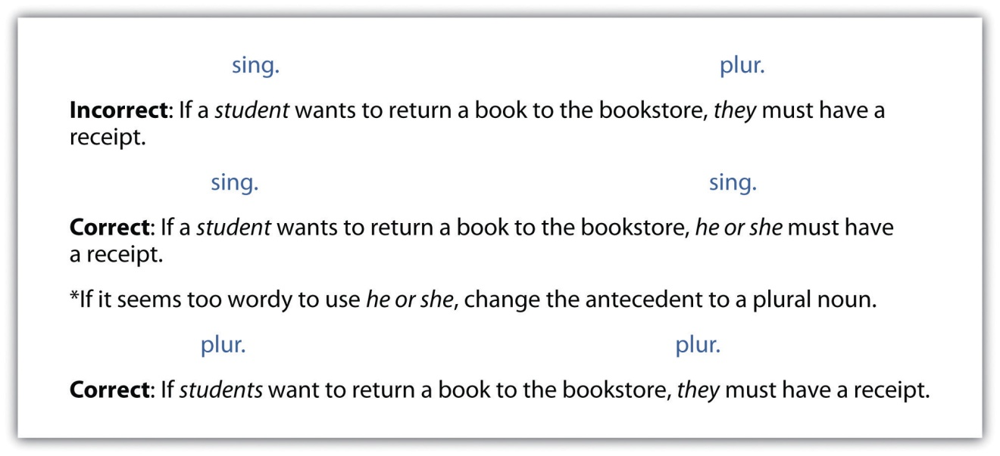 sing. plur.
Incorrect: If a student wants to return a book to the bookstore, they must have a
receipt.
sing. sing.
Correct: If a student wants to return a book to the bookstore, he or she must have
a receipt.
*If it seems too wordy to use he or she, change the antecedent to a plural noun.
plur. plur.
Correct: If students want to return a book to the bookstore, they must have a receipt.